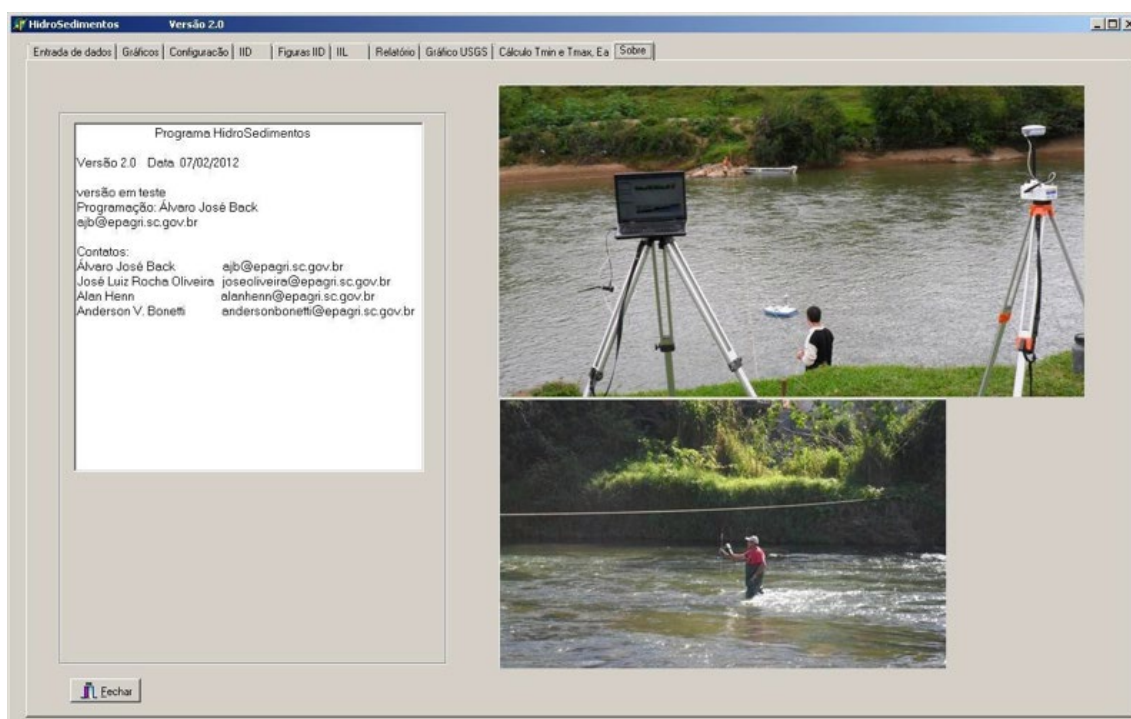 HidroSedimentos Versão 2.0
Entrada de dados Gráficos Configuracão IID Figuras IID IIL Relatório Gráfico USGS Cálculo Tmin e Tmax, Ea Sobre
Programa HidroSedimentos
Versão 2.0 Data 07/02/2012
versão em teste
Programação: Álvaro José Back
ajb@epagri.sc.gov.br
Contatos:
Álvaro José Back ajb@epagri.sc.gov.br
José Luiz Rocha Oliveira joseoliveira@epagri.sc.gov.br
Alan Henn alanhenn@epagri.sc.gov.br
Anderson V. Bonetti andersonbonetti@epagri.sc.gov.br
Fechar